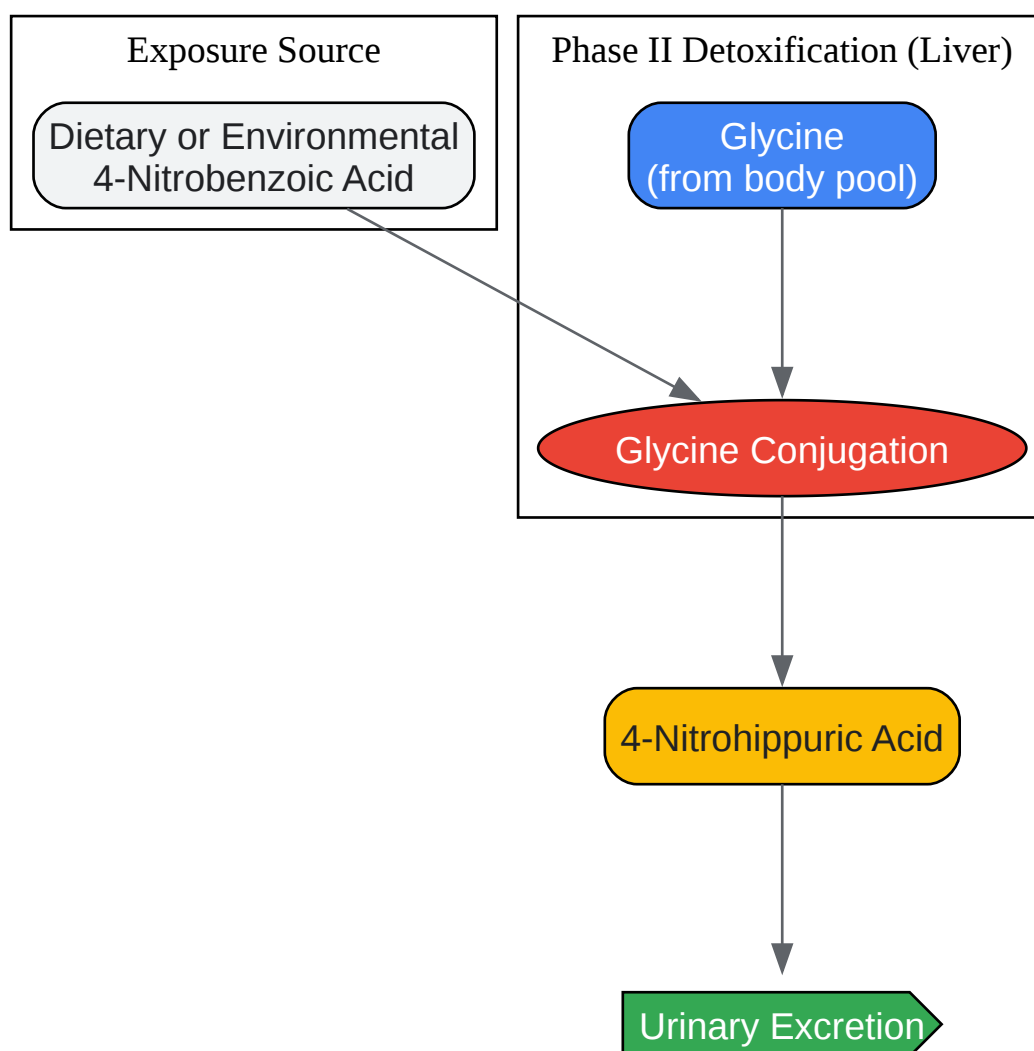 Exposure Source
Dietary or Environmental
4-Nitrobenzoic Acid
Phase II Detoxification (Liver)
Glycine
(from body pool)
Glycine Conjugation
4-Nitrohippuric Acid
Urinary Excretion